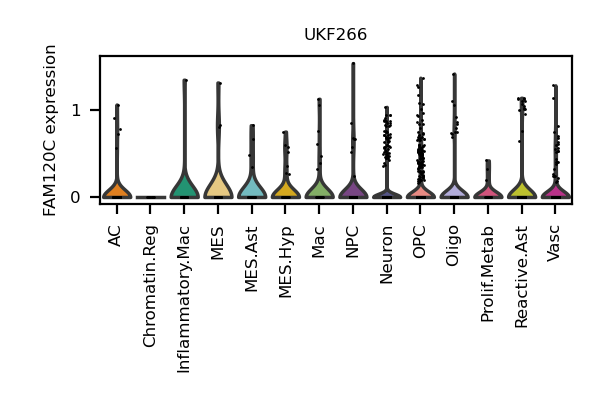 UKF266
FAM120C expression
1
0
AC
Chromatin.Reg
Inflammatory.Mac
MES
MES.Ast
MES.Hyp
Mac
NPC
Neuron
OPC
Oligo
Prolif.Metab
Reactive.Ast
Vasc